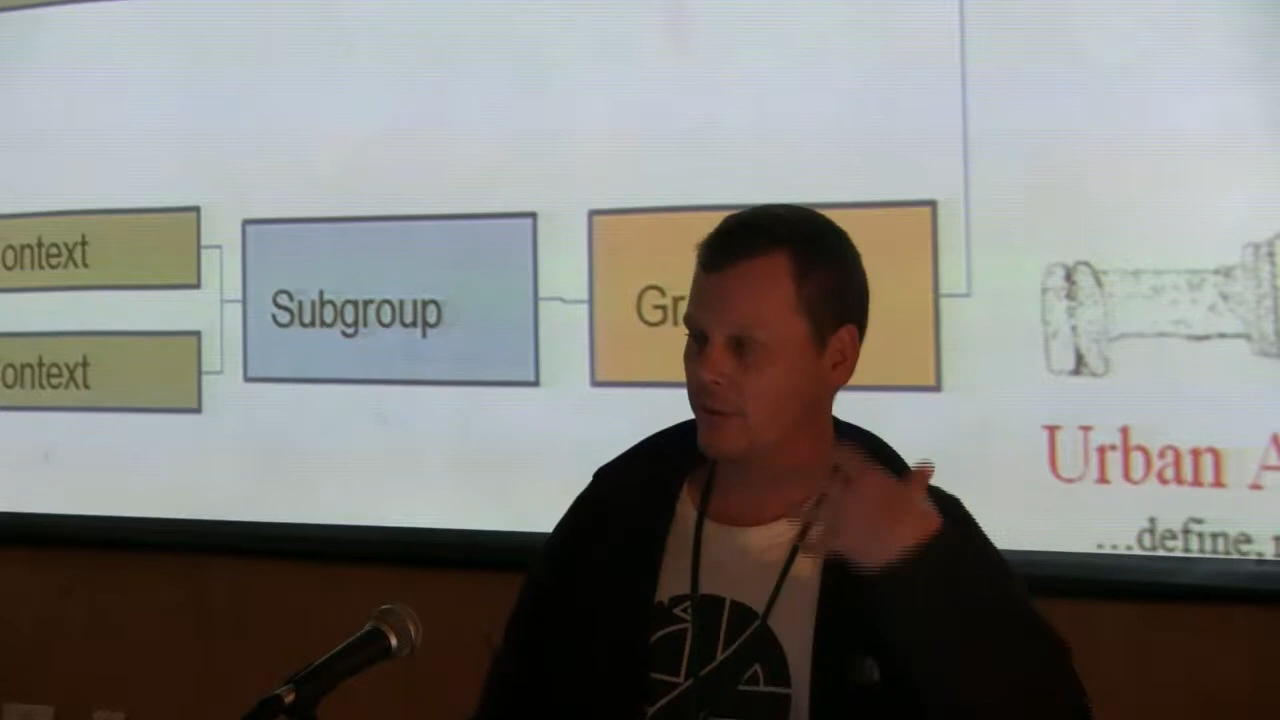 ontext
Subgroup
Gr
ontext
Urban A
...define,